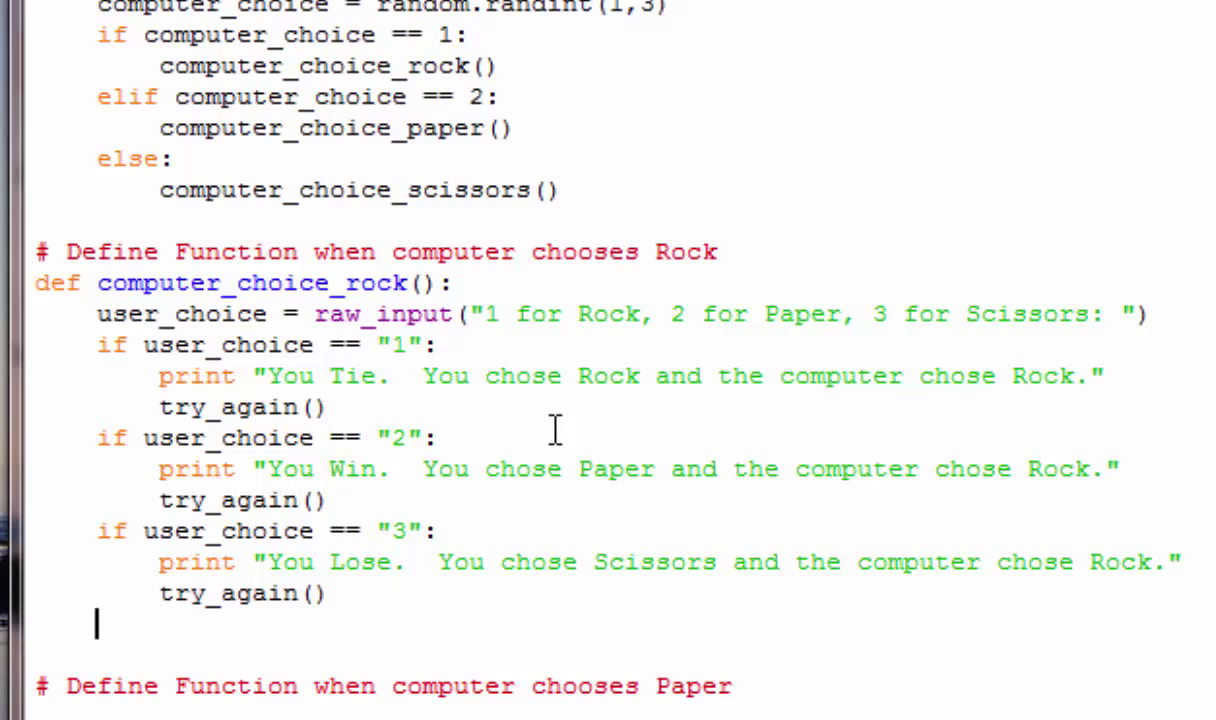 computer_choice = random.randint(1,3)
    if computer_choice == 1:
        computer_choice_rock()
    elif computer_choice == 2:
        computer_choice_paper()
    else:
        computer_choice_scissors()
# Define Function when computer chooses Rock
def computer_choice_rock():
    user_choice = raw_input("1 for Rock, 2 for Paper, 3 for Scissors: ")
    if user_choice == "1":
        print "You Tie.  You chose Rock and the computer chose Rock."
        try_again()
    if user_choice == "2":
        print "You Win.  You chose Paper and the computer chose Rock."
        try_again()
    if user_choice == "3":
        print "You Lose.  You chose Scissors and the computer chose Rock."
        try_again()
# Define Function when computer chooses Paper